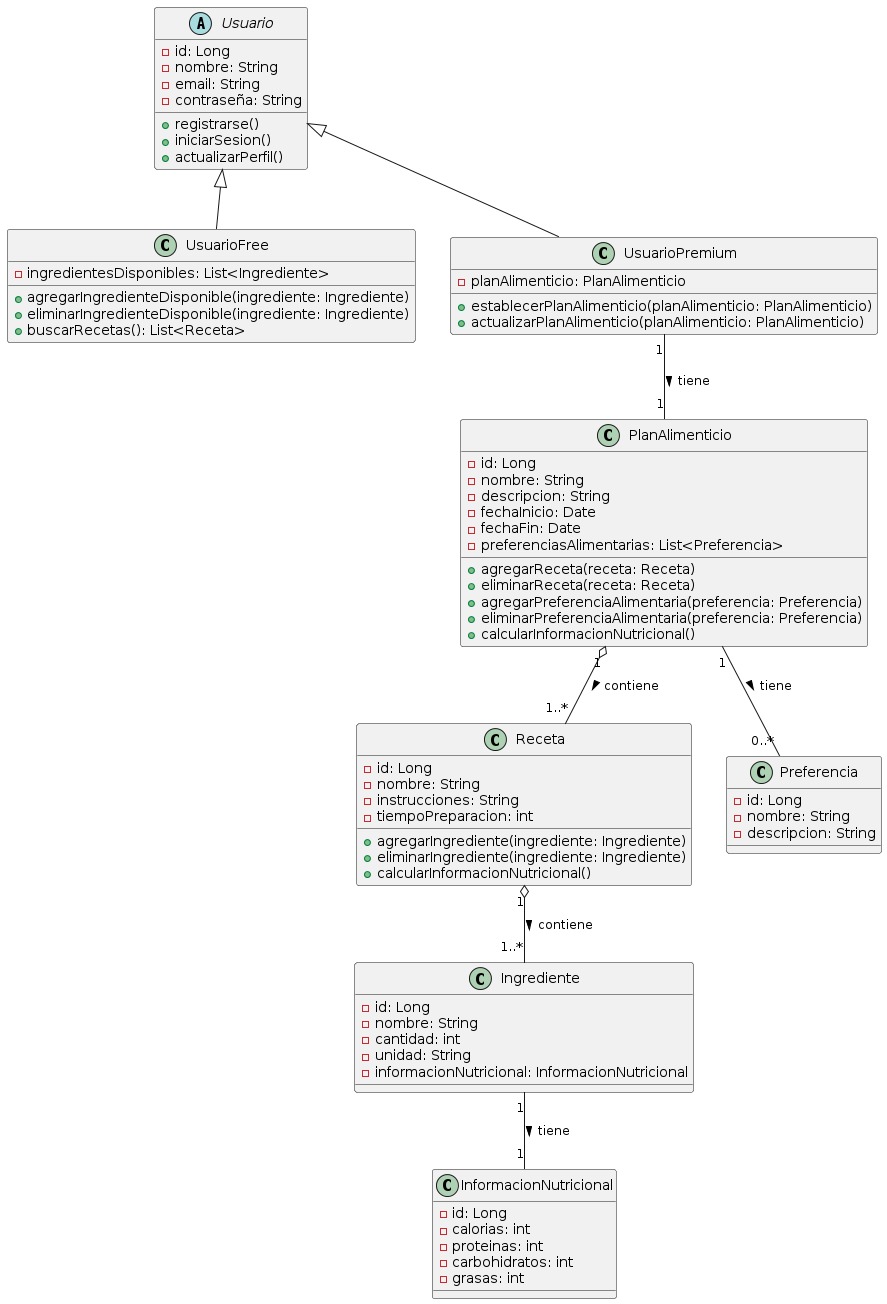 A Usuario
id: Long
nombre: String
email: String
contraseña: String
registrarse()
iniciarSesion()
actualizarPerfil()
C UsuarioFree
ingredientesDisponibles: List<Ingrediente>
agregarIngredienteDisponible(ingrediente: Ingrediente)
eliminarIngredienteDisponible(ingrediente: Ingrediente)
buscarRecetas(): List<Receta>
C UsuarioPremium
planAlimenticio: PlanAlimenticio
establecerPlanAlimenticio(planAlimenticio: PlanAlimenticio)
actualizarPlanAlimenticio(planAlimenticio: PlanAlimenticio)
1
tiene
1
C PlanAlimenticio
id: Long
nombre: String
descripcion: String
fechaInicio: Date
fechaFin: Date
preferenciasAlimentarias: List<Preferencia>
agregarReceta(receta: Receta)
eliminarReceta(receta: Receta)
agregarPreferenciaAlimentaria(preferencia: Preferencia)
eliminarPreferenciaAlimentaria(preferencia: Preferencia)
calcularInformacionNutricional()
1
contiene
1..*
1
tiene
0..*
C Receta
id: Long
nombre: String
instrucciones: String
tiempoPreparacion: int
agregarIngrediente(ingrediente: Ingrediente)
eliminarIngrediente(ingrediente: Ingrediente)
calcularInformacionNutricional()
C Preferencia
id: Long
nombre: String
descripcion: String
1
contiene
1..*
C Ingrediente
id: Long
nombre: String
cantidad: int
unidad: String
informacionNutricional: InformacionNutricional
1
tiene
1
C InformacionNutricional
id: Long
calorias: int
proteinas: int
carbohidratos: int
grasas: int